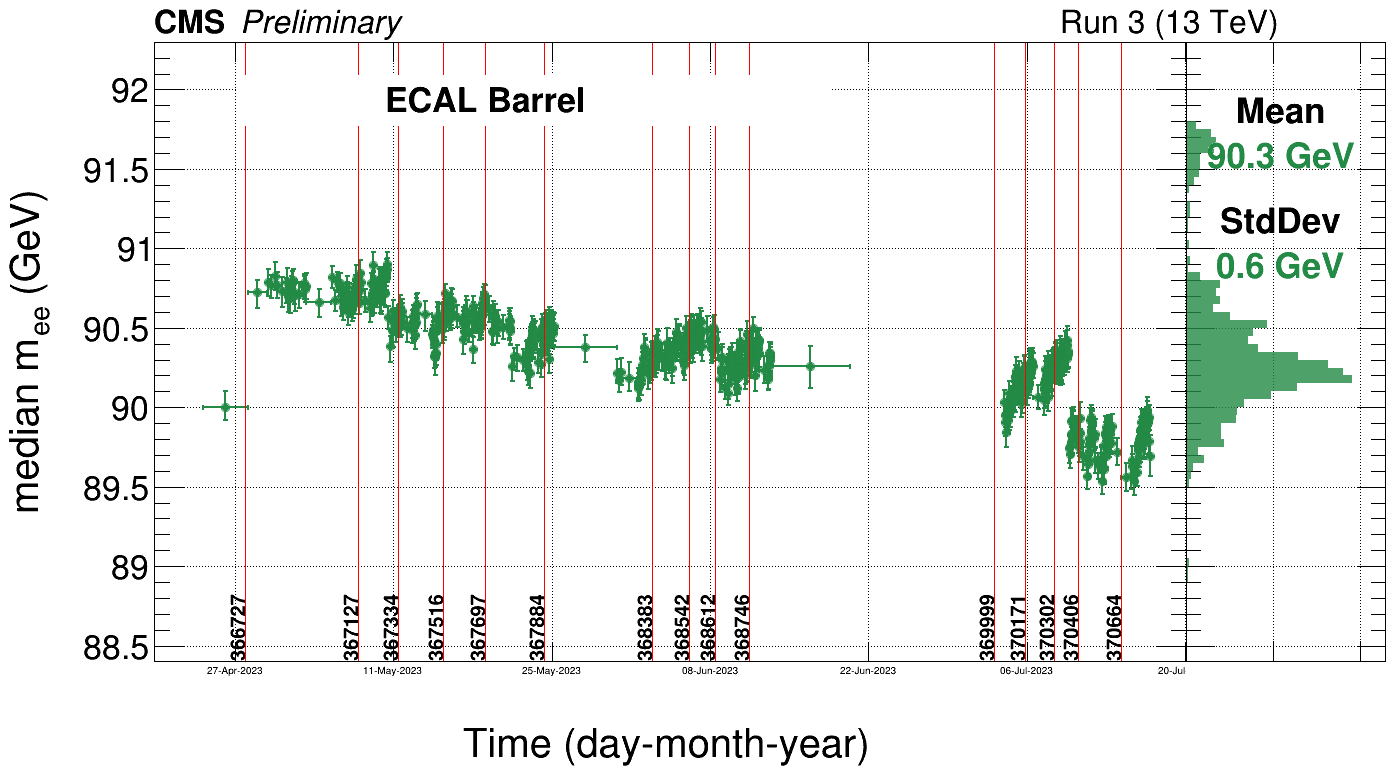 CMS Preliminary
Run 3 (13 TeV)
ECAL Barrel
Mean
90.3 GeV
StdDev
0.6 GeV
median mee (GeV)
92
91.5
91
90.5
90
89.5
89
88.5
366727
367127
367334
367516
367697
367884
368383
368542
368612
368746
369999
370171
370302
370406
370664
27-Apr-2023
11-May-2023
25-May-2023
08-Jun-2023
22-Jun-2023
06-Jul-2023
20-Jul
Time (day-month-year)